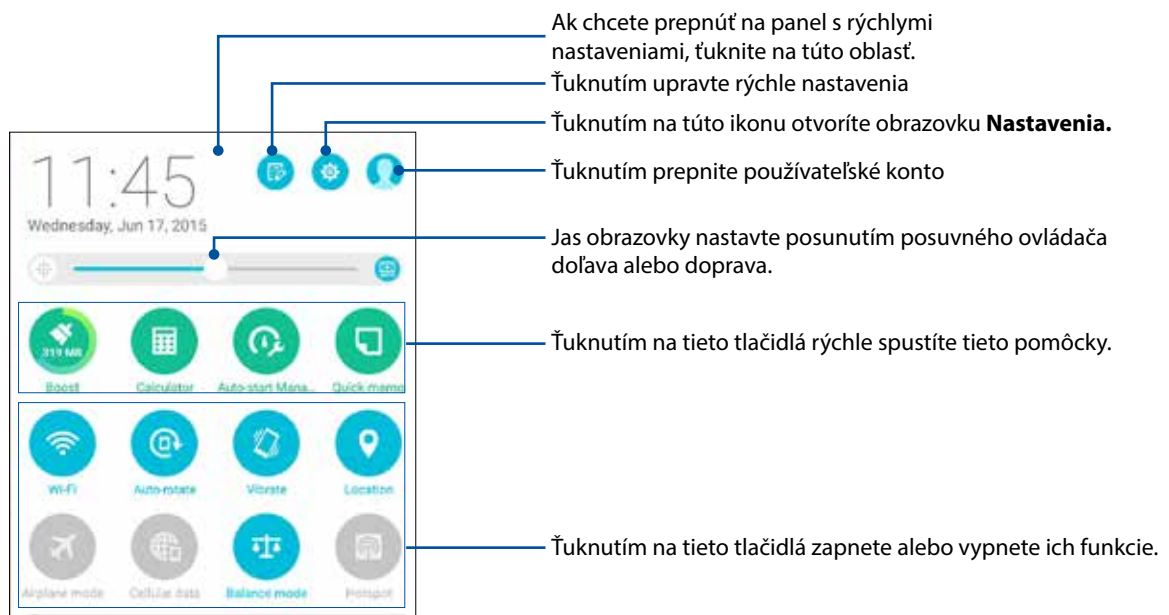 Ak chcete prepnúť na panel s rýchlymi
nastaveniami, ťuknite na túto oblasť.
Ťuknutím upravte rýchle nastavenia
Ťuknutím na túto ikonu otvoríte obrazovku Nastavenia.
Ťuknutím prepnite používateľské konto
11:45
Wednesday, Jun 17, 2015
Jas obrazovky nastavte posunutím posuvného ovládača
doľava alebo doprava.
319 MB
Boost Calculator Auto-start Mana... Quick memo
Ťuknutím na tieto tlačidlá rýchle spustíte tieto pomôcky.
Wi-Fi Auto-rotate Vibrate Location
Airplane mode Cellular data Balance mode Hotspot
Ťuknutím na tieto tlačidlá zapnete alebo vypnete ich funkcie.